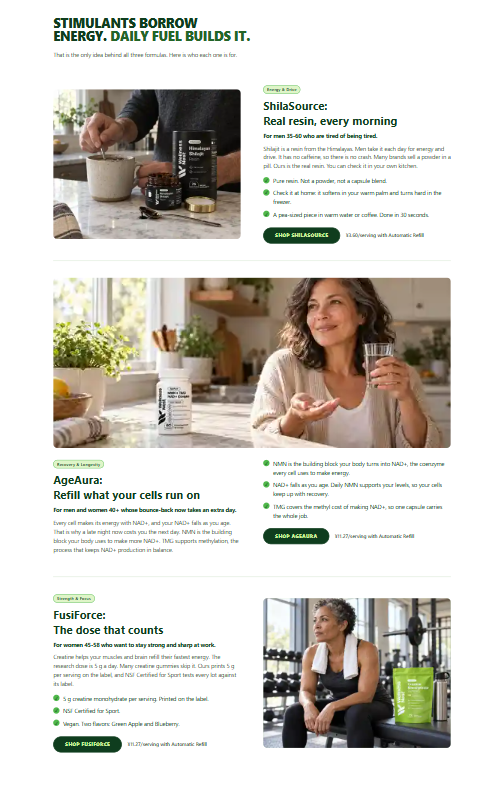 STIMULANTS BORROW
ENERGY. DAILY FUEL BUILDS IT.
That is the only idea behind all three formulas. Here is who each one is for.
Energy & Drive
ShilaSource:
Real resin, every morning
For men 35-60 who are tired of being tired.
Shilajit is a resin from the Himalayas. Men take it each day for energy and
drive. It has no caffeine, so there is no crash. Many brands sell a powder in a
pill. Ours is the real resin. You can check it in your own kitchen.
Pure resin. Not a powder, not a capsule blend.
Check it at home: it softens in your warm palm and turns hard in the
freezer.
A pea-sized piece in warm water or coffee. Done in 30 seconds.
SHOP SHILASOURCE
$3.60/serving with Automatic Refill
Wellness Nest
Himalayan
Shilajit
Wellness Nest
Recovery & Longevity
AgeAura:
Refill what your cells run on
For men and women 40+ whose bounce-back now takes an extra day.
Every cell makes its energy with NAD+, and your NAD+ falls as you age.
That is why a late night now costs you the next day. NMN is the building
block your body uses to make more NAD+. TMG supports methylation, the
process that keeps NAD+ production in balance.
NMN is the building block your body turns into NAD+, the coenzyme
every cell uses to make energy.
NAD+ falls as you age. Daily NMN supports your levels, so your cells
keep up with recovery.
TMG covers the methyl cost of making NAD+, so one capsule carries
the whole job.
SHOP AGEAURA
$11.27/serving with Automatic Refill
Strength & Focus
FusiForce:
The dose that counts
For women 45-58 who want to stay strong and sharp at work.
Creatine helps your muscles and brain refill their fastest energy. The
research dose is 5 g a day. Many creatine gummies skip it. Ours prints 5 g
per serving on the label, and NSF Certified for Sport tests every lot against
its label.
5 g creatine monohydrate per serving. Printed on the label.
NSF Certified for Sport.
Vegan. Two flavors: Green Apple and Blueberry.
SHOP FUSIFORCE
$11.27/serving with Automatic Refill